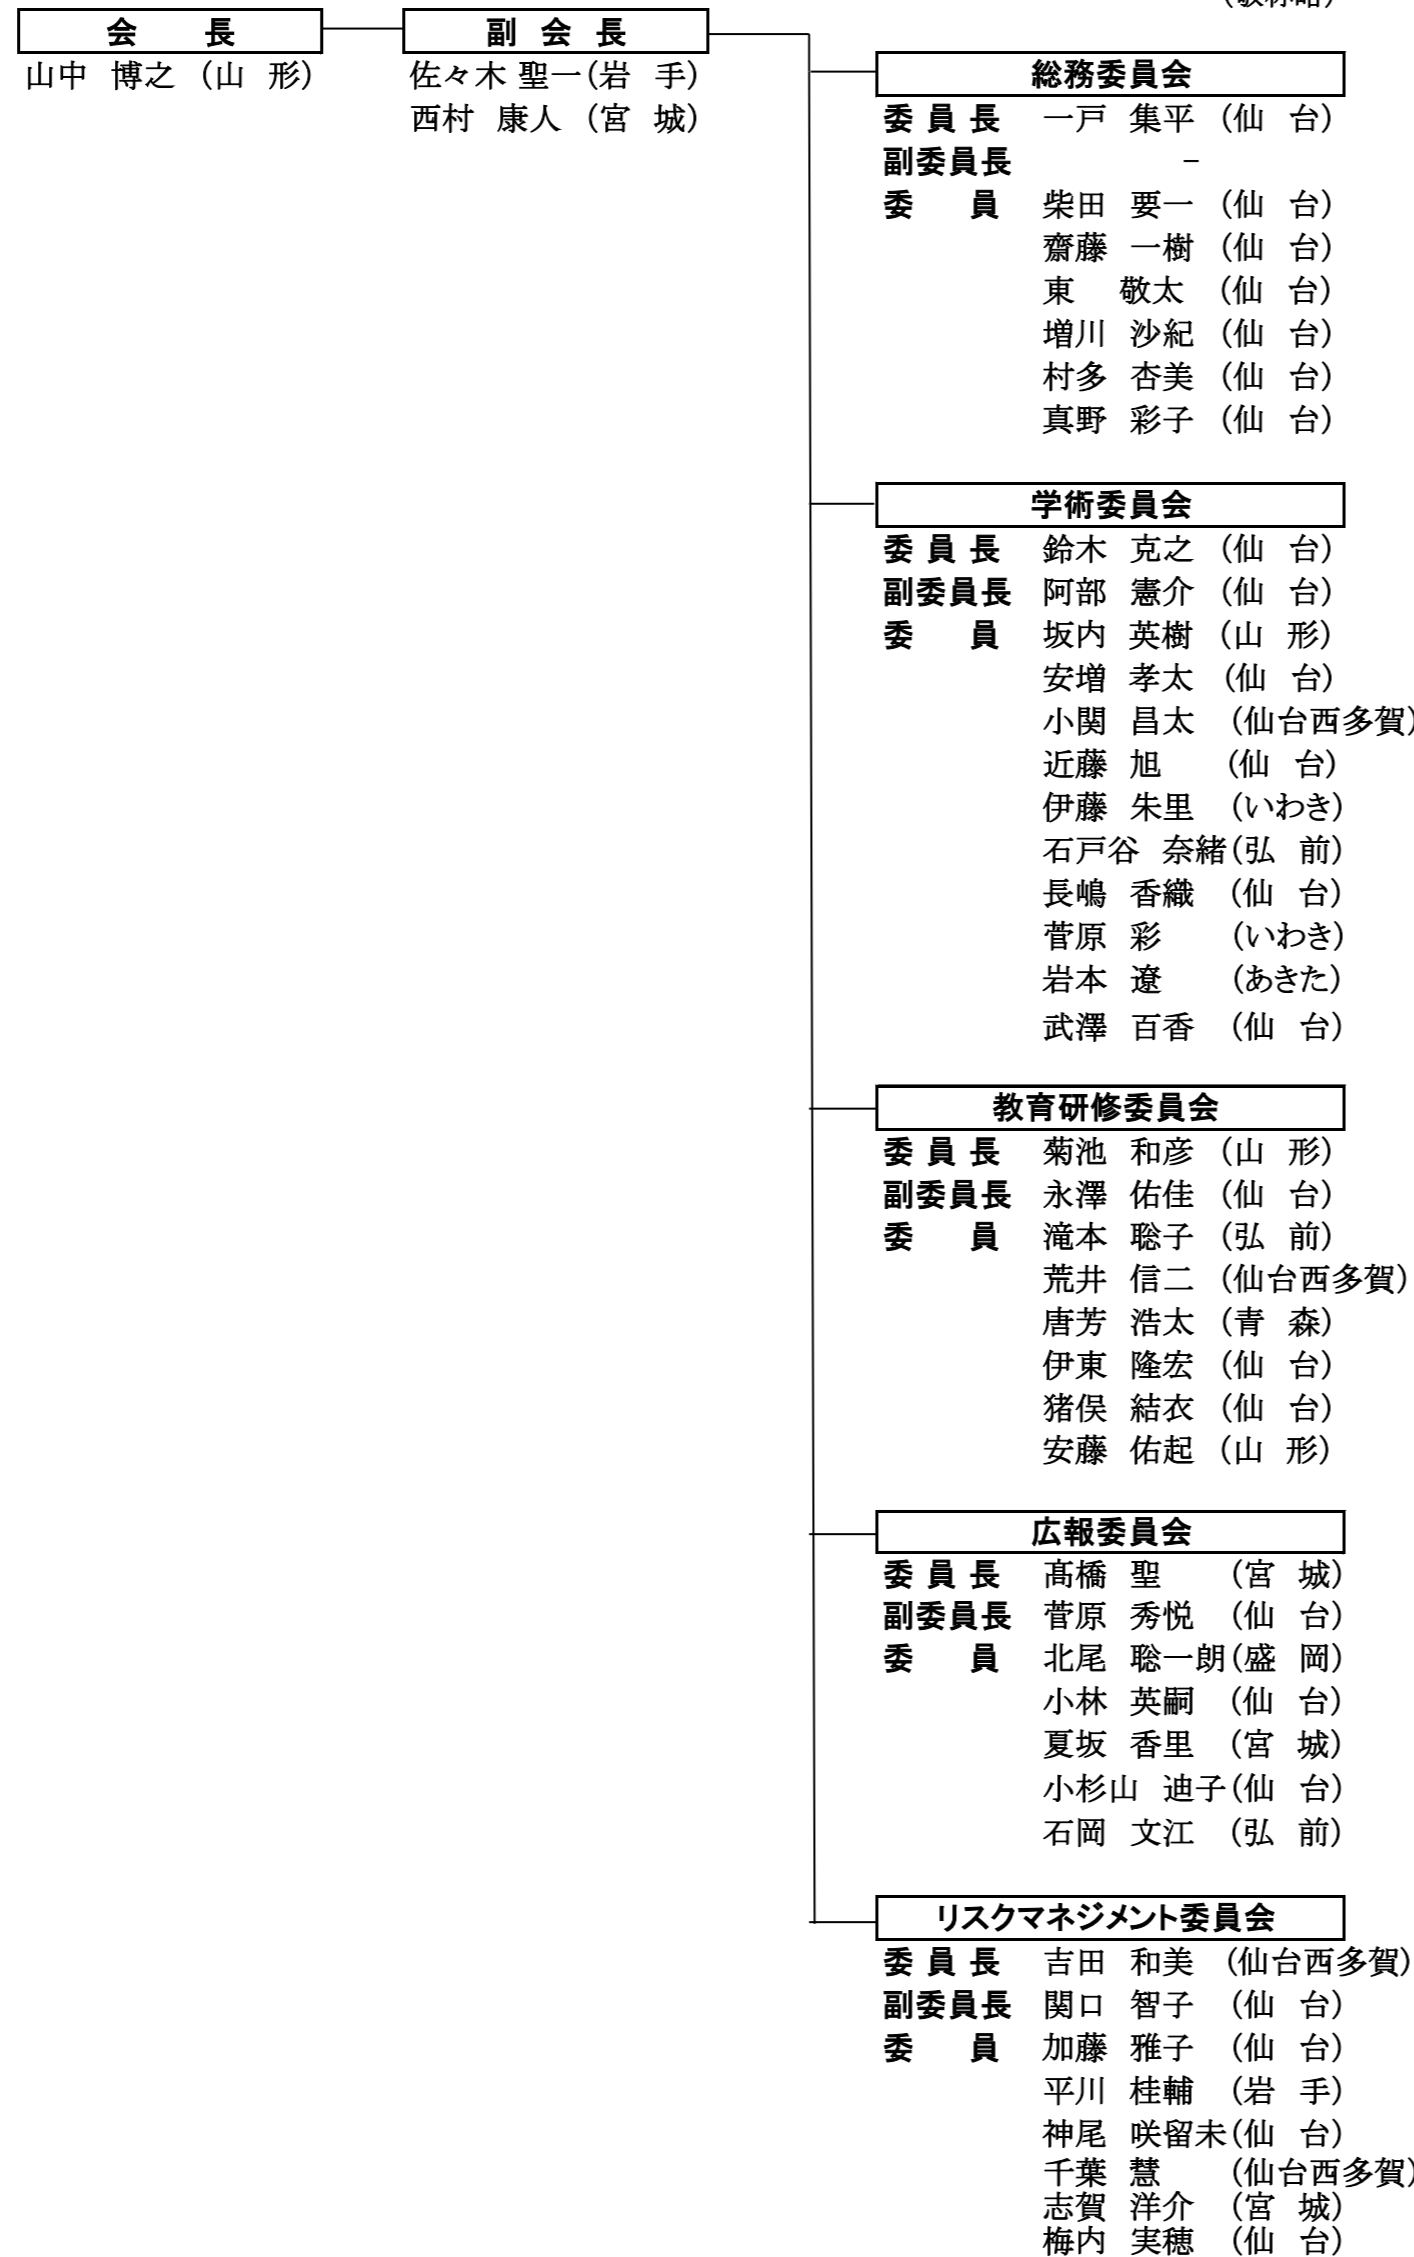 (敬称略)
会 長
山中 博之 (山 形)
副 会 長
佐々木 聖一(岩 手)
西村 康人 (宮 城)
総務委員会
委 員 長 一戸 集平 (仙 台)
副委員長 −
委 員 柴田 要一 (仙 台)
齋藤 一樹 (仙 台)
東 敬太 (仙 台)
増川 沙紀 (仙 台)
村多 杏美 (仙 台)
真野 彩子 (仙 台)
学術委員会
委 員 長 鈴木 克之 (仙 台)
副委員長 阿部 憲介 (仙 台)
委 員 坂内 英樹 (山 形)
安増 孝太 (仙 台)
小関 昌太 (仙台西多賀)
近藤 旭 (仙 台)
伊藤 朱里 (いわき)
石戸谷 奈緒(弘 前)
長嶋 香織 (仙 台)
菅原 彩 (いわき)
岩本 遼 (あきた)
武澤 百香 (仙 台)
教育研修委員会
委 員 長 菊池 和彦 (山 形)
副委員長 永澤 佑佳 (仙 台)
委 員 滝本 聡子 (弘 前)
荒井 信二 (仙台西多賀)
唐芳 浩太 (青 森)
伊東 隆宏 (仙 台)
猪俣 結衣 (仙 台)
安藤 佑起 (山 形)
広報委員会
委 員 長 髙橋 聖 (宮 城)
副委員長 菅原 秀悦 (仙 台)
委 員 北尾 聡一朗(盛 岡)
小林 英嗣 (仙 台)
夏坂 香里 (宮 城)
小杉山 迪子(仙 台)
石岡 文江 (弘 前)
リスクマネジメント委員会
委 員 長 吉田 和美 (仙台西多賀)
副委員長 関口 智子 (仙 台)
委 員 加藤 雅子 (仙 台)
平川 桂輔 (岩 手)
神尾 咲留未(仙 台)
千葉 慧 (仙台西多賀)
志賀 洋介 (宮 城)
梅内 実穂 (仙 台)